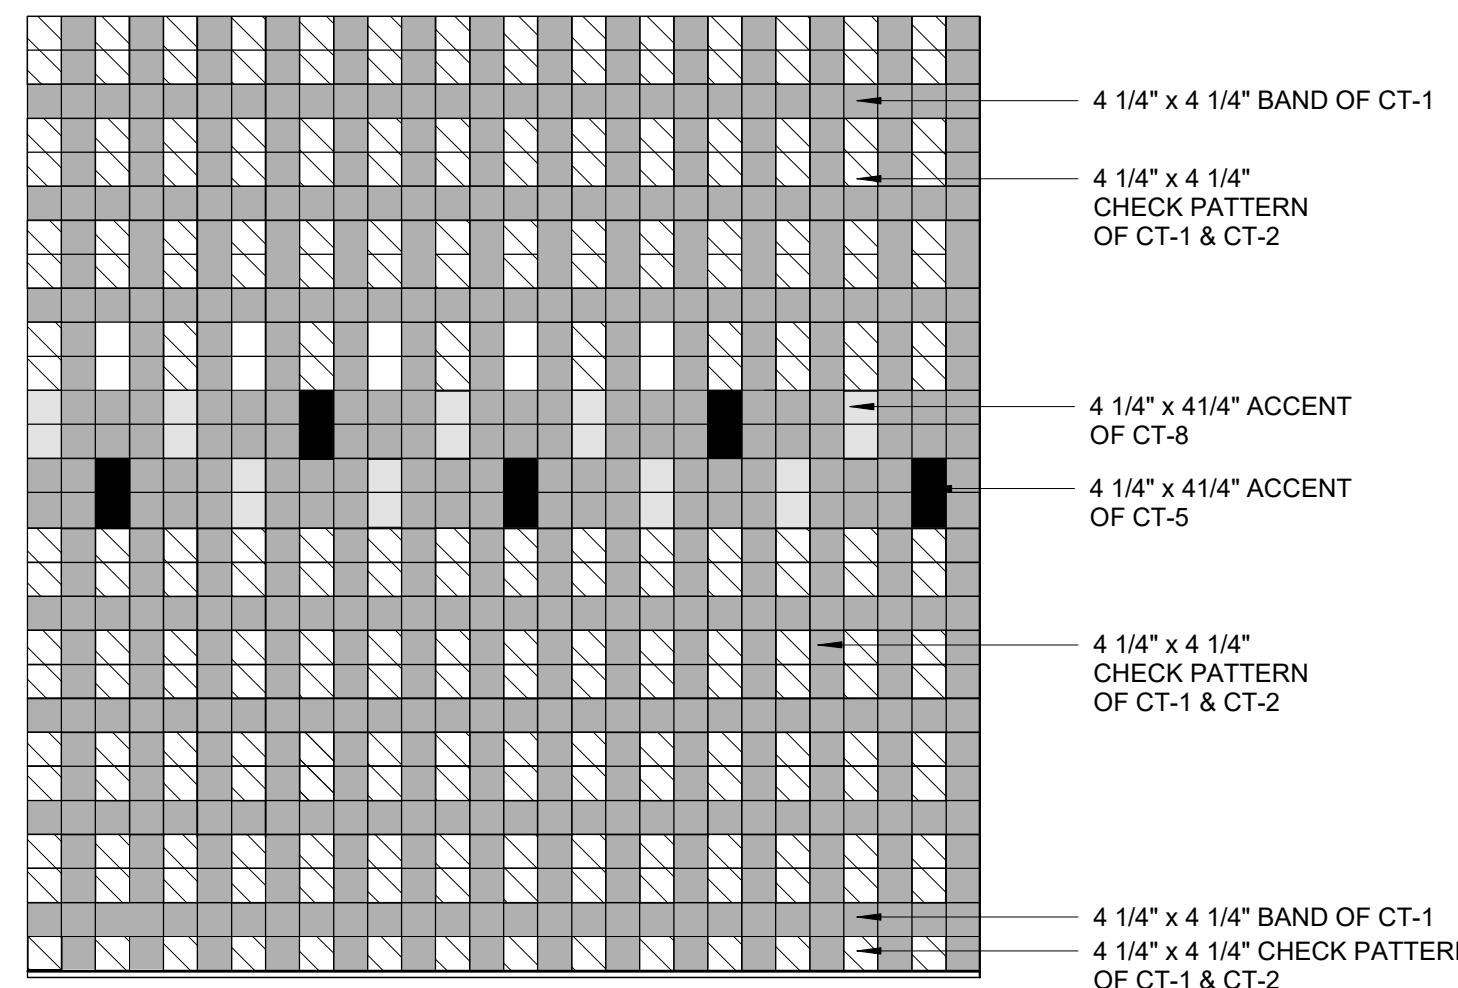 4 1/4" x 4 1/4" BAND OF CT-1
4 1/4" x 4 1/4"
CHECK PATTERN
OF CT-1 & CT-2
4 1/4" x 41/4" ACCENT
OF CT-8
4 1/4" x 41/4" ACCENT
OF CT-5
4 1/4" x 4 1/4"
CHECK PATTERN
OF CT-1 & CT-2
4 1/4" x 4 1/4" BAND OF CT-1
4 1/4" x 4 1/4" CHECK PATTERN
OF CT-1 & CT-2